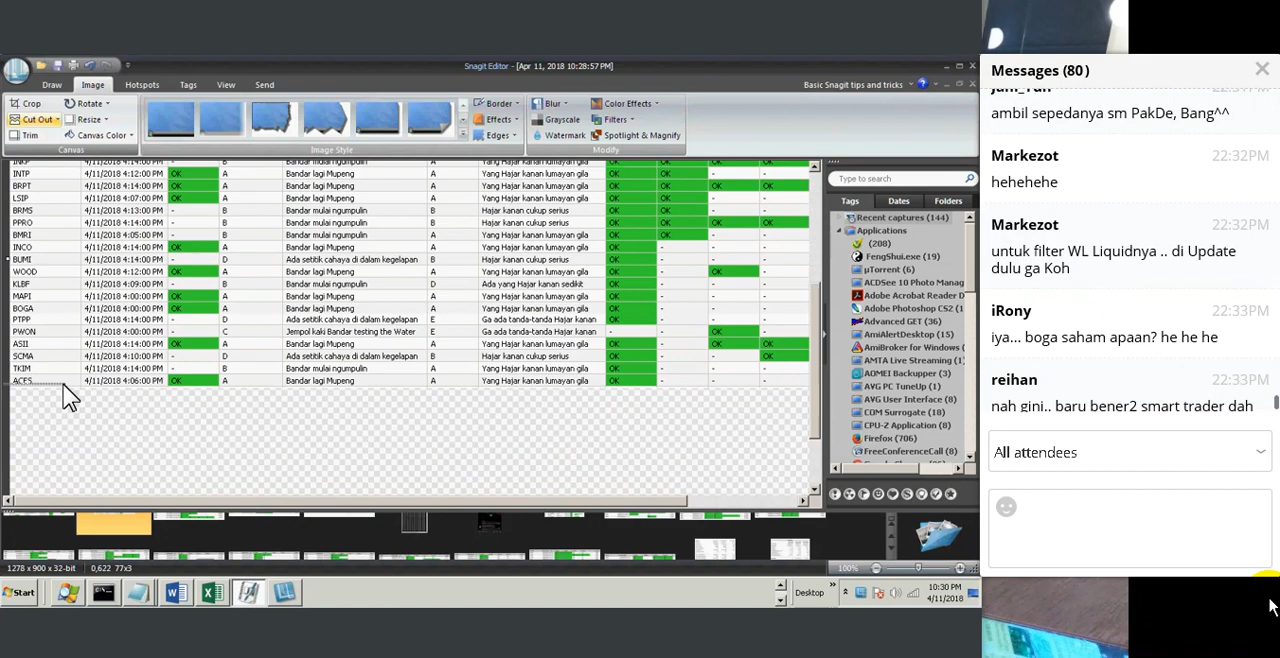 Snagit Editor - [Apr 11, 2018 10:28:57 PM]
Draw Image Hotspots Tags View Send
Basic Snagit tips and tricks
Crop Rotate
Cut Out Resize
Trim Canvas Color
Canvas
Image Style
Border Effects Edges
Blur Color Effects
Grayscale Filters
Watermark Spotlight & Magnify
Modify
INKP 4/11/2018 4:14:00 PM - B Bandar mulai ngumpulin A Yang Hajar kanan lumayan gila OK OK OK OK
INTP 4/11/2018 4:12:00 PM OK A Bandar lagi Mupeng A Yang Hajar kanan lumayan gila OK OK - -
BRPT 4/11/2018 4:14:00 PM OK A Bandar lagi Mupeng A Yang Hajar kanan lumayan gila OK OK OK OK
LSIP 4/11/2018 4:07:00 PM OK A Bandar lagi Mupeng A Yang Hajar kanan lumayan gila OK OK - -
BRMS 4/11/2018 4:13:00 PM - B Bandar mulai ngumpulin B Hajar kanan cukup serius OK OK - -
PPRO 4/11/2018 4:14:00 PM - B Bandar mulai ngumpulin B Hajar kanan cukup serius OK OK OK OK
BMRI 4/11/2018 4:05:00 PM - B Bandar mulai ngumpulin A Yang Hajar kanan lumayan gila OK OK - -
INCO 4/11/2018 4:14:00 PM OK A Bandar lagi Mupeng A Yang Hajar kanan lumayan gila OK - - -
BUMI 4/11/2018 4:14:00 PM - D Ada setitik cahaya di dalam kegelapan B Hajar kanan cukup serius OK - - -
WOOD 4/11/2018 4:12:00 PM OK A Bandar lagi Mupeng A Yang Hajar kanan lumayan gila OK - OK -
KLBF 4/11/2018 4:09:00 PM - B Bandar mulai ngumpulin D Ada yang Hajar kanan sedikit OK - - -
MAPI 4/11/2018 4:00:00 PM OK A Bandar lagi Mupeng A Yang Hajar kanan lumayan gila OK - - -
BOGA 4/11/2018 4:00:00 PM OK A Bandar lagi Mupeng A Yang Hajar kanan lumayan gila OK - - -
PTPP 4/11/2018 4:14:00 PM - D Ada setitik cahaya di dalam kegelapan E Ga ada tanda-tanda Hajar kanan OK - - -
PWON 4/11/2018 4:14:00 PM - C Jempol kaki Bandar testing the Water E Ga ada tanda-tanda Hajar kanan - - OK -
ASII 4/11/2018 4:14:00 PM OK A Bandar lagi Mupeng A Yang Hajar kanan lumayan gila OK - OK OK
SCMA 4/11/2018 4:10:00 PM - D Ada setitik cahaya di dalam kegelapan B Hajar kanan cukup serius OK - - OK
TKIM 4/11/2018 4:14:00 PM - B Bandar mulai ngumpulin A Yang Hajar kanan lumayan gila OK - - -
ACES 4/11/2018 4:06:00 PM OK A Bandar lagi Mupeng A Yang Hajar kanan lumayan gila OK - - -
Type to search
Tags Dates Folders
Recent captures (144)
Applications
(208)
FengShui.exe (19)
µTorrent (6)
ACDSee 10 Photo Manag
Adobe Acrobat Reader D
Adobe Photoshop CS2 (1
Advanced GET (36)
AmiAlertDesktop (3)
AmiBroker for Windows (
AMTA Live Streaming (1
AOMEI Backupper (3)
AVG PC TuneUp (1)
AVG User Interface (8)
COM Surrogate (18)
CPU-Z Application (8)
Firefox (706)
FreeConferenceCall (6)
1268 x 900 x 32-bit 0,622 77x3
100%
Start
Desktop
10:30 PM
4/11/2018
Messages (80)
ambil sepedanya sm PakDe, Bang^^
Markezot 22:32PM
hehehehe
Markezot 22:32PM
untuk filter WL Liquidnya .. di Update
dulu ga Koh
iRony 22:33PM
iya... boga saham apaan? he he he
reihan 22:33PM
nah gini.. baru bener2 smart trader dah
All attendees